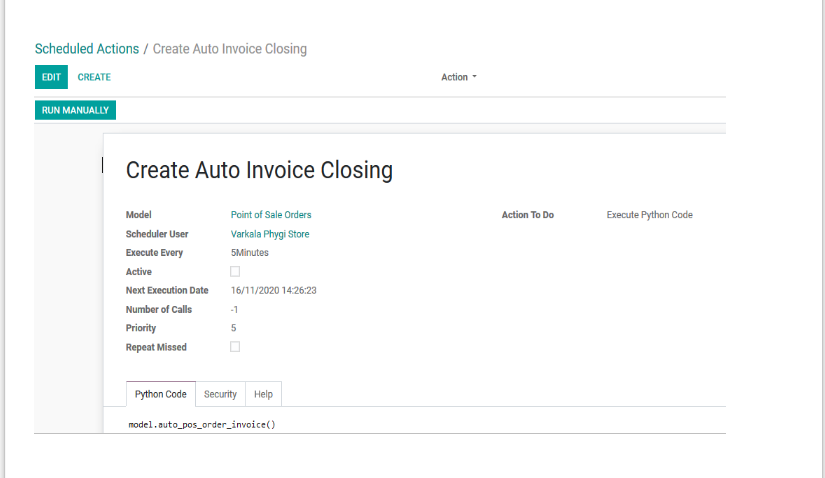 Scheduled Actions / Create Auto Invoice Closing
EDIT CREATE Action
RUN MANUALLY
Create Auto Invoice Closing
Model Point of Sale Orders Action To Do Execute Python Code
Scheduler User Varkala Phygi Store
Execute Every 5Minutes
Active
Next Execution Date 16/11/2020 14:26:23
Number of Calls -1
Priority 5
Repeat Missed
Python Code Security Help
model.auto_pos_order_invoice()